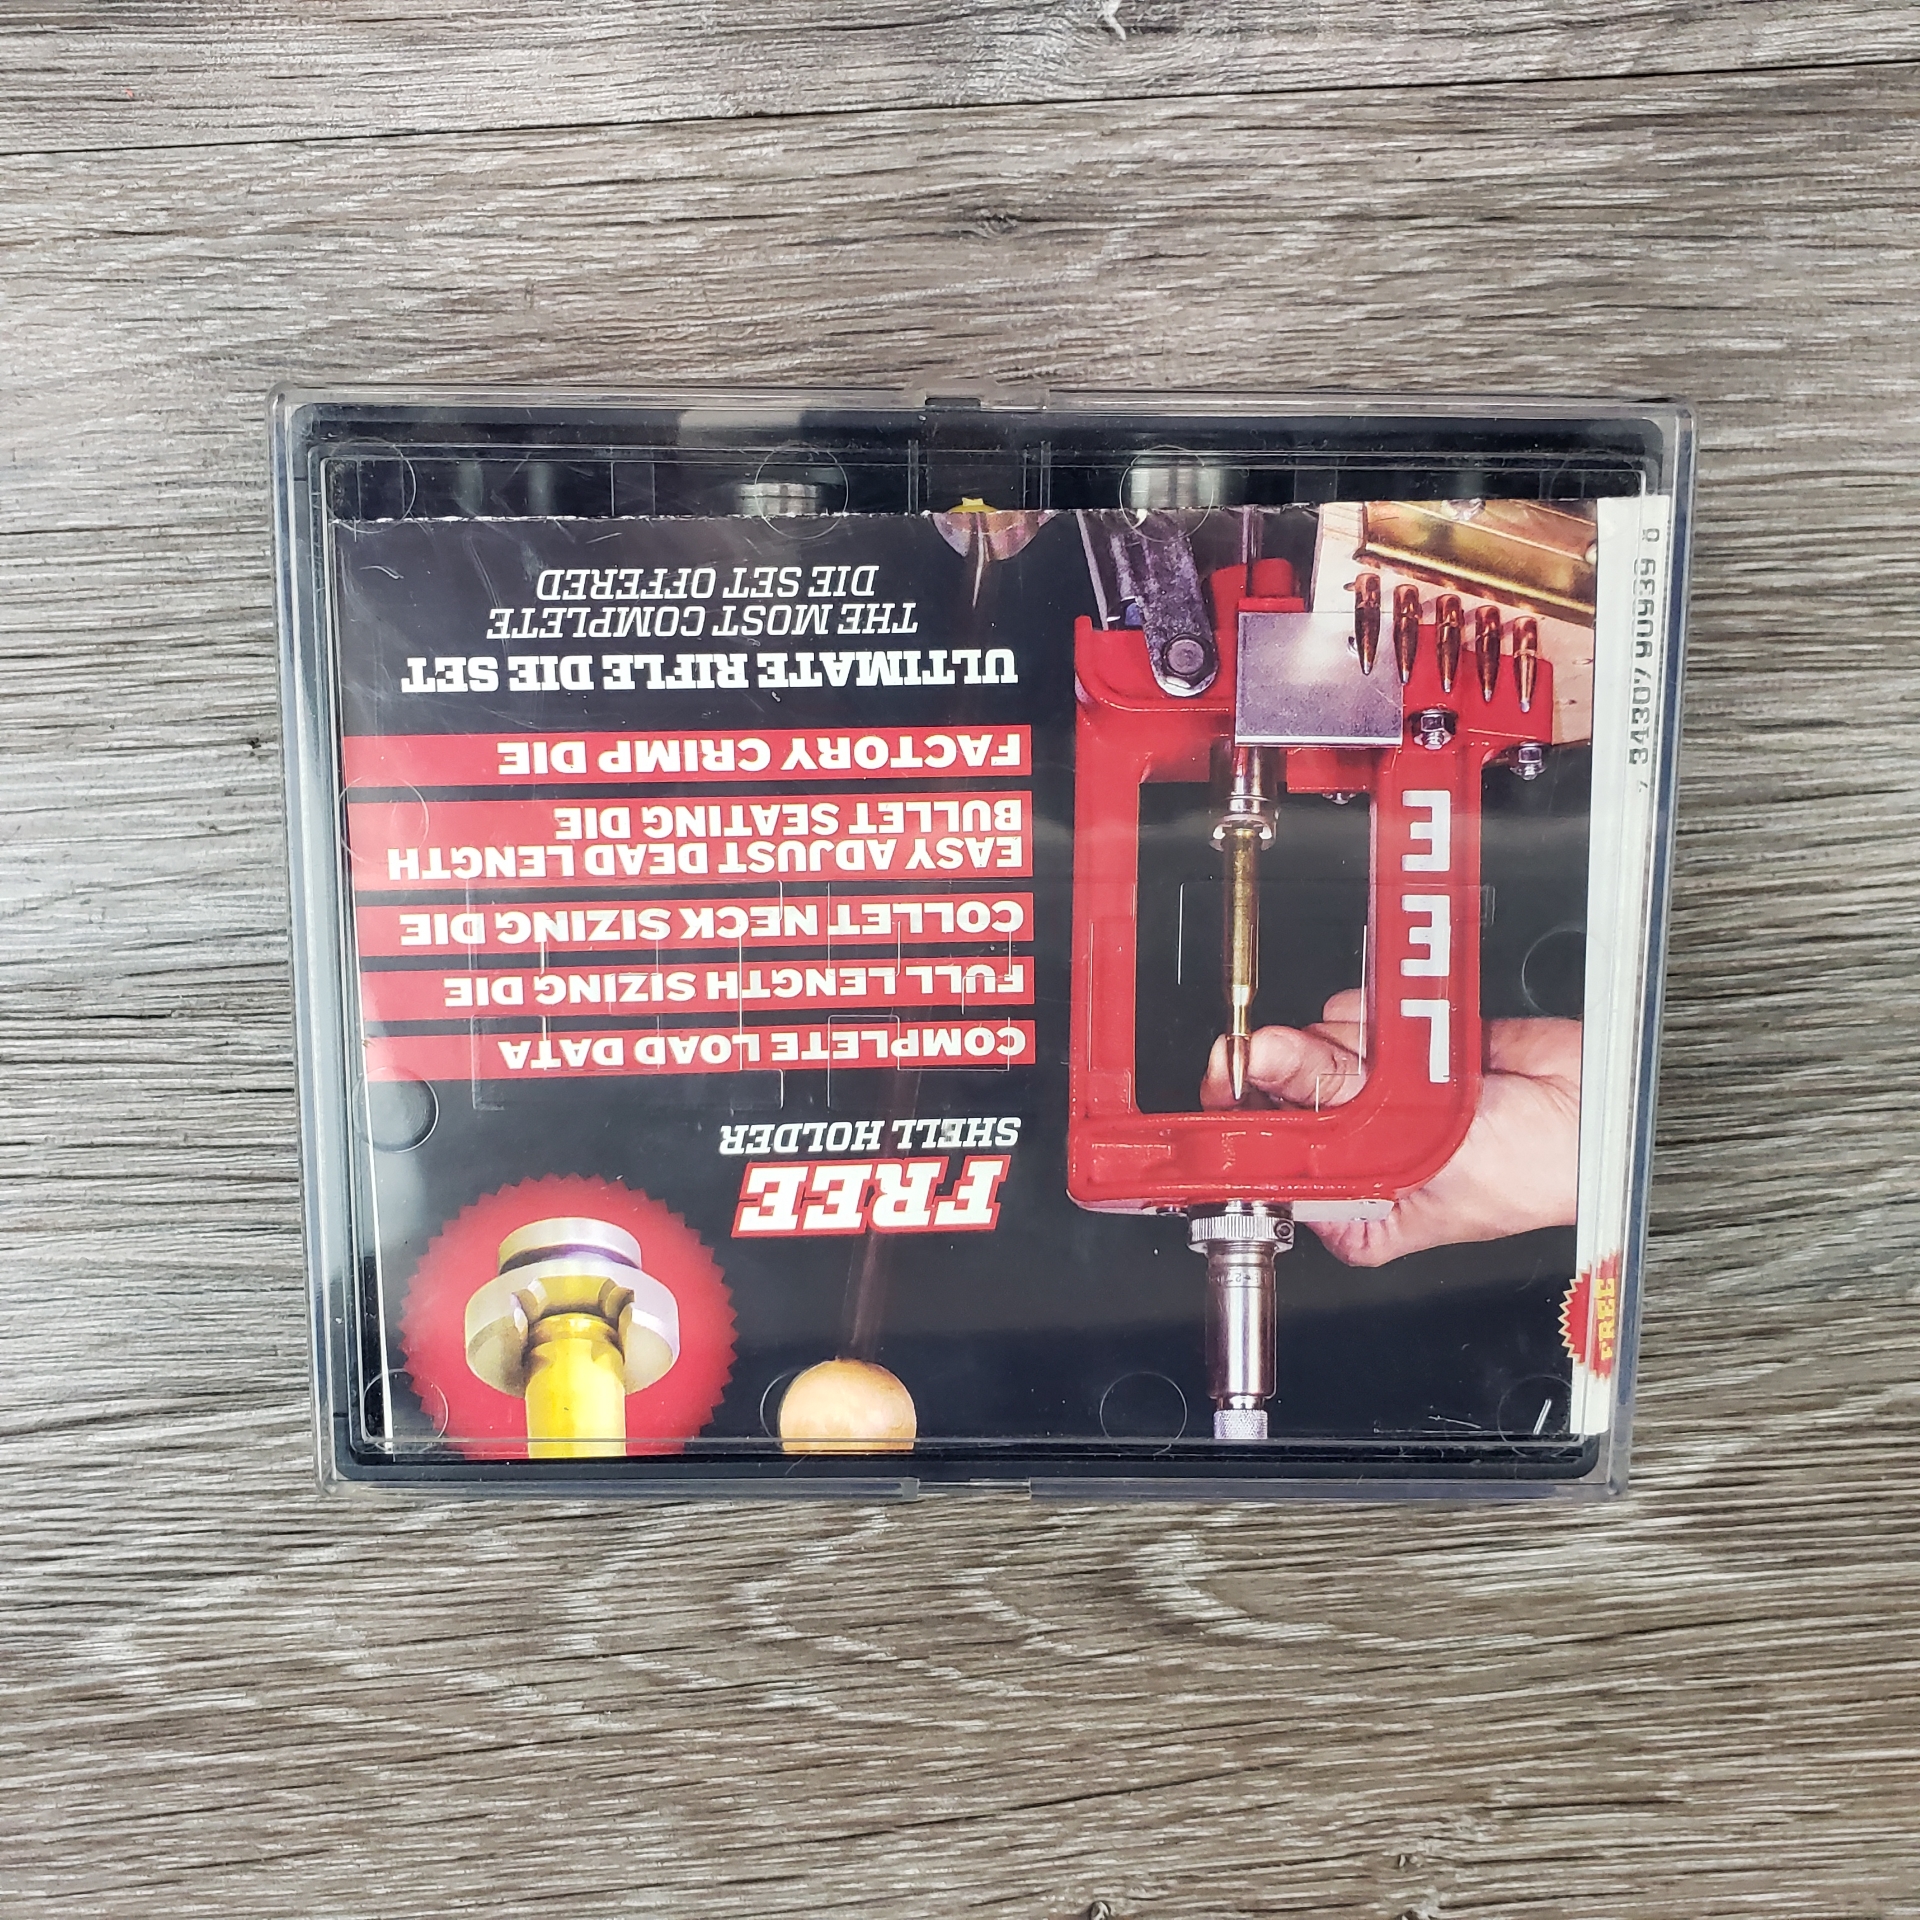 ULTIMATE RIFLE DIE SET
THE MOST COMPLETE
DIE SET OFFERED
FACTORY CRIMP DIE
EASY ADJUST DEAD LENGTH
BULLET SEATING DIE
COLLET NECK SIZING DIE
FULL LENGTH SIZING DIE
COMPLETE LOAD DATA
FREE
SHELL HOLDER
LEE
FREE